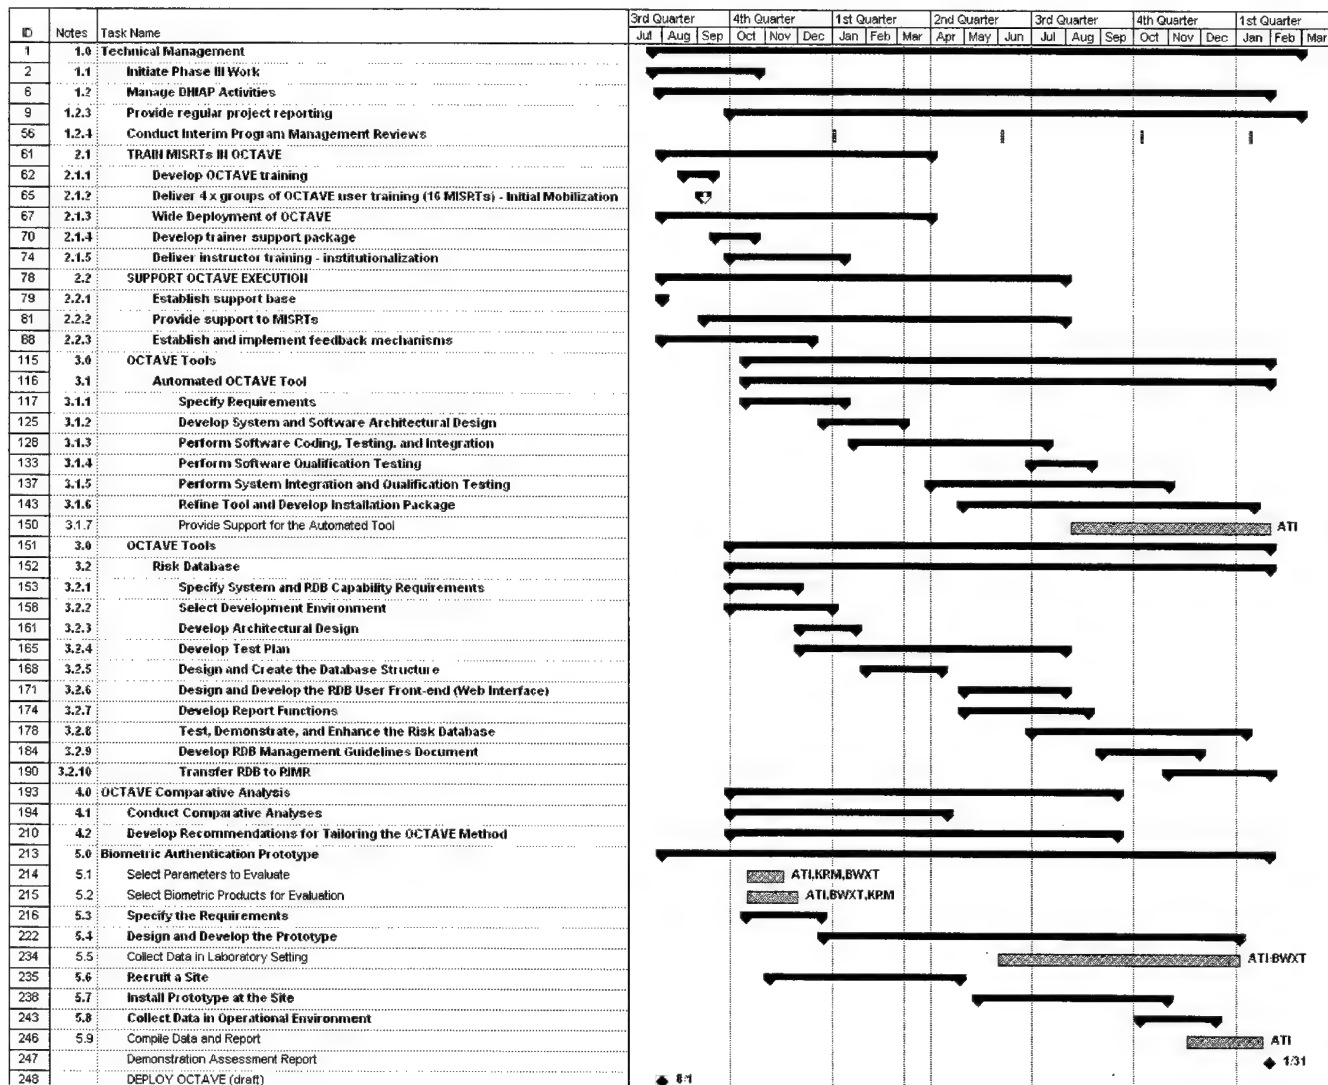 3rd Quarter 4th Quarter 1st Quarter 2nd Quarter 3rd Quarter 4th Quarter 1st Quarter
ID Notes Task Name Jul Aug Sep Oct Nov Dec Jan Feb Mar Apr May Jun Jul Aug Sep Oct Nov Dec Jan Feb Mar
1 1.0 Technical Management
2 1.1 Initiate Phase III Work
6 1.2 Manage DHIAP Activities
9 1.2.3 Provide regular project reporting
56 1.2.4 Conduct Interim Program Management Reviews
61 2.1 TRAIN MISRTs IN OCTAVE
62 2.1.1 Develop OCTAVE training
65 2.1.2 Deliver 4 x groups of OCTAVE user training (16 MISRTs) - Initial Mobilization
67 2.1.3 Wide Deployment of OCTAVE
70 2.1.4 Develop trainer support package
74 2.1.5 Deliver instructor training - institutionalization
78 2.2 SUPPORT OCTAVE EXECUTION
79 2.2.1 Establish support base
81 2.2.2 Provide support to MISRTs
88 2.2.3 Establish and implement feedback mechanisms
115 3.0 OCTAVE Tools
116 3.1 Automated OCTAVE Tool
117 3.1.1 Specify Requirements
125 3.1.2 Develop System and Software Architectural Design
128 3.1.3 Perform Software Coding, Testing, and Integration
133 3.1.4 Perform Software Qualification Testing
137 3.1.5 Perform System Integration and Qualification Testing
143 3.1.6 Refine Tool and Develop Installation Package
150 3.1.7 Provide Support for the Automated Tool ATI
151 3.0 OCTAVE Tools
152 3.2 Risk Database
153 3.2.1 Specify System and RDB Capability Requirements
158 3.2.2 Select Development Environment
161 3.2.3 Develop Architectural Design
165 3.2.4 Develop Test Plan
168 3.2.5 Design and Create the Database Structure
171 3.2.6 Design and Develop the RDB User Front-end (Web Interface)
174 3.2.7 Develop Report Functions
178 3.2.8 Test, Demonstrate, and Enhance the Risk Database
184 3.2.9 Develop RDB Management Guidelines Document
190 3.2.10 Transfer RDB to RIMR
193 4.0 OCTAVE Comparative Analysis
194 4.1 Conduct Comparative Analyses
210 4.2 Develop Recommendations for Tailoring the OCTAVE Method
213 5.0 Biometric Authentication Prototype
214 5.1 Select Parameters to Evaluate ATI,KRM,BWXT
215 5.2 Select Biometric Products for Evaluation ATI,BWXT,KRM
216 5.3 Specify the Requirements
222 5.4 Design and Develop the Prototype
234 5.5 Collect Data in Laboratory Setting ATI-BWXT
235 5.6 Recruit a Site
238 5.7 Install Prototype at the Site
243 5.8 Collect Data in Operational Environment
246 5.9 Compile Data and Report ATI
247 Demonstration Assessment Report 1/31
248 DEPLOY OCTAVE (draft) 8/1